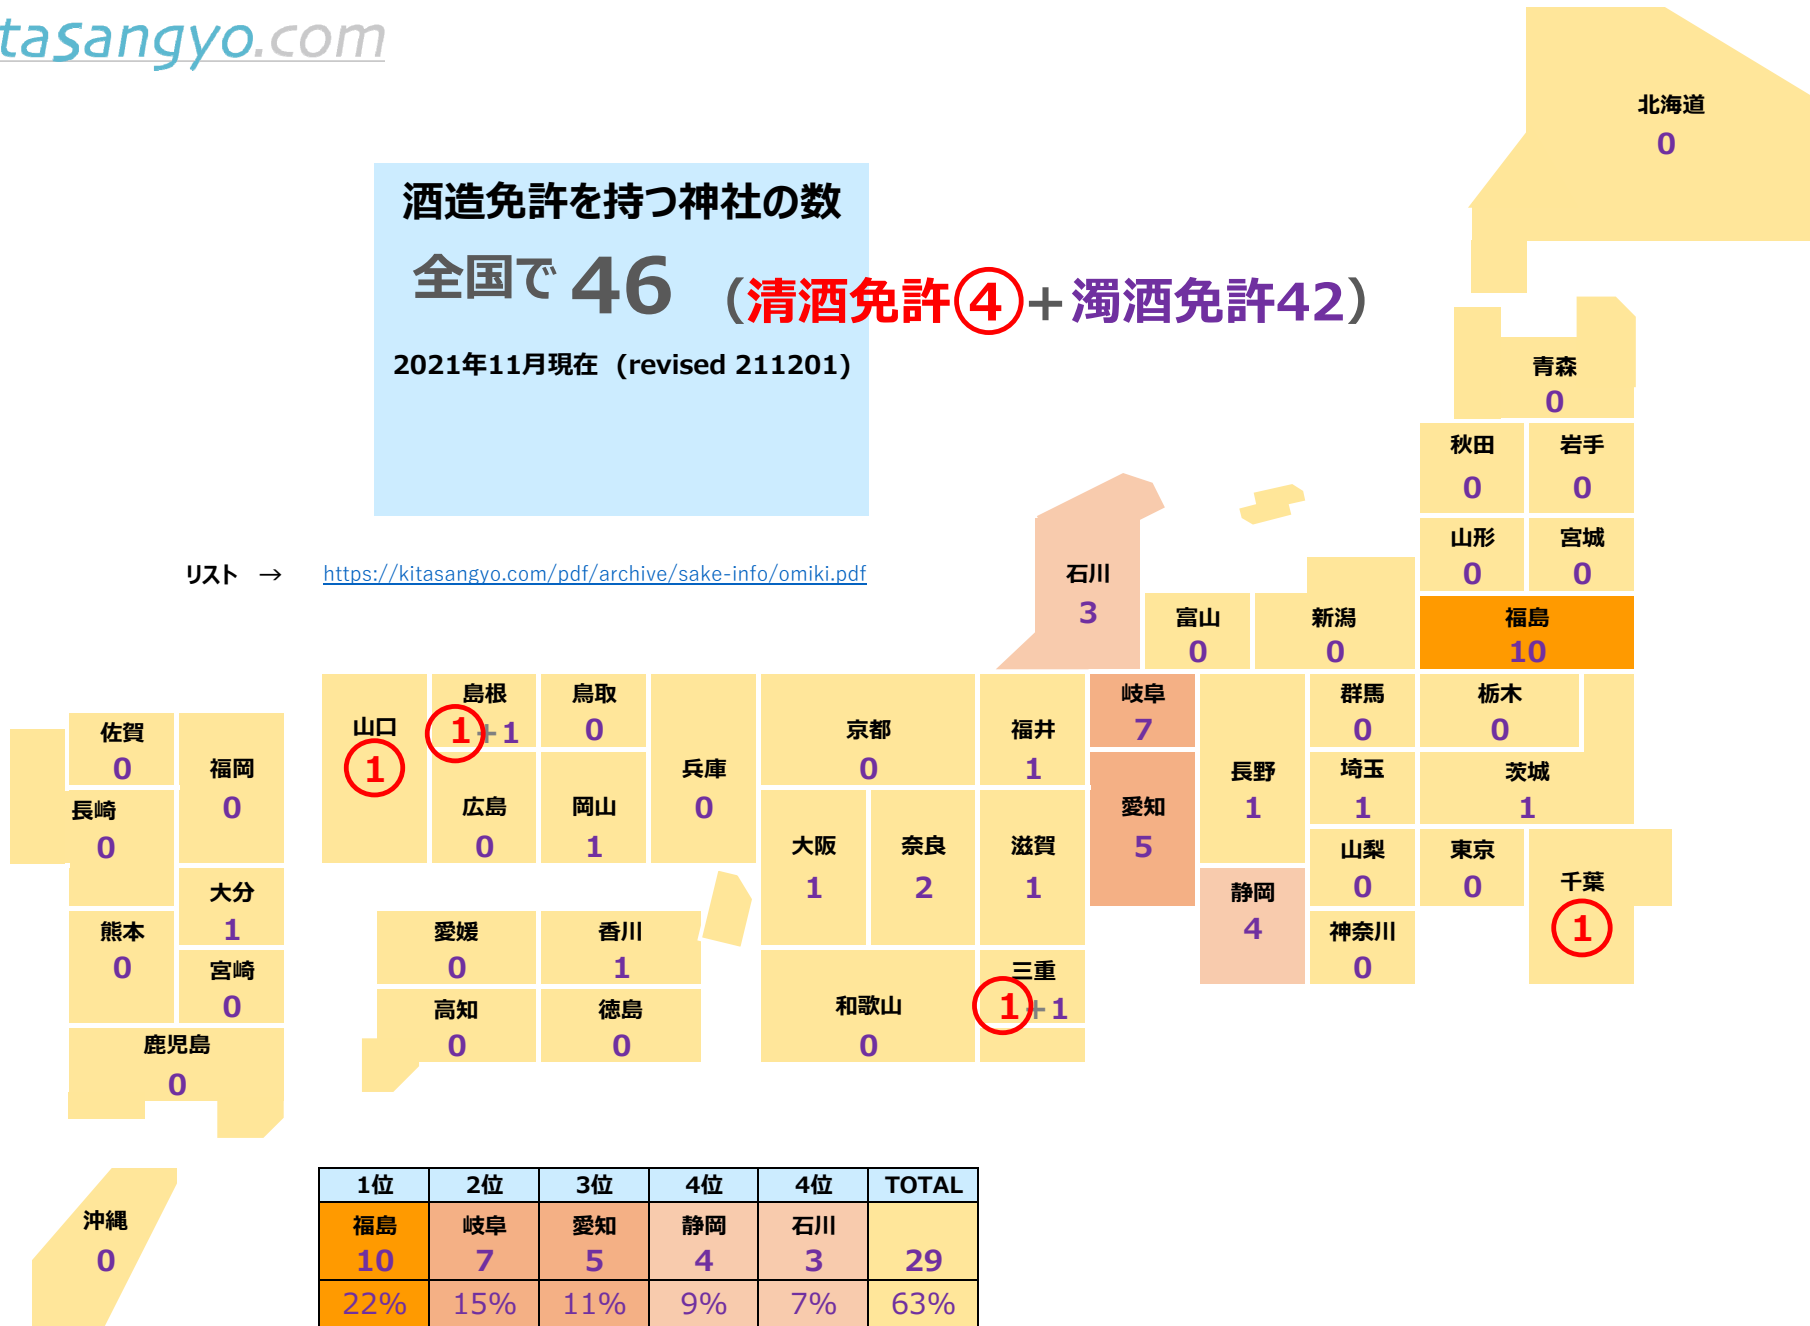 tasangyo.com
酒造免許を持つ神社の数
全国で 46 (清酒免許④+濁酒免許42)
2021年11月現在 (revised 211201)
リスト → https://kitasangyo.com/pdf/archive/sake-info/omiki.pdf
北海道
0
青森
0
秋田
0
岩手
0
山形
0
宮城
0
福島
10
石川
3
富山
0
新潟
0
岐阜
7
愛知
5
長野
1
静岡
4
群馬
0
栃木
0
埼玉
1
茨城
1
山梨
0
東京
0
千葉
①
神奈川
0
京都
0
福井
1
大阪
1
奈良
2
滋賀
1
和歌山
0
三重
①+1
兵庫
0
鳥取
0
島根
①+1
岡山
1
広島
0
山口
①
愛媛
0
香川
1
高知
0
徳島
0
佐賀
0
福岡
0
長崎
0
大分
1
熊本
0
宮崎
0
鹿児島
0
沖縄
0
1位 2位 3位 4位 4位 TOTAL
福島 岐阜 愛知 静岡 石川
10 7 5 4 3 29
22% 15% 11% 9% 7% 63%